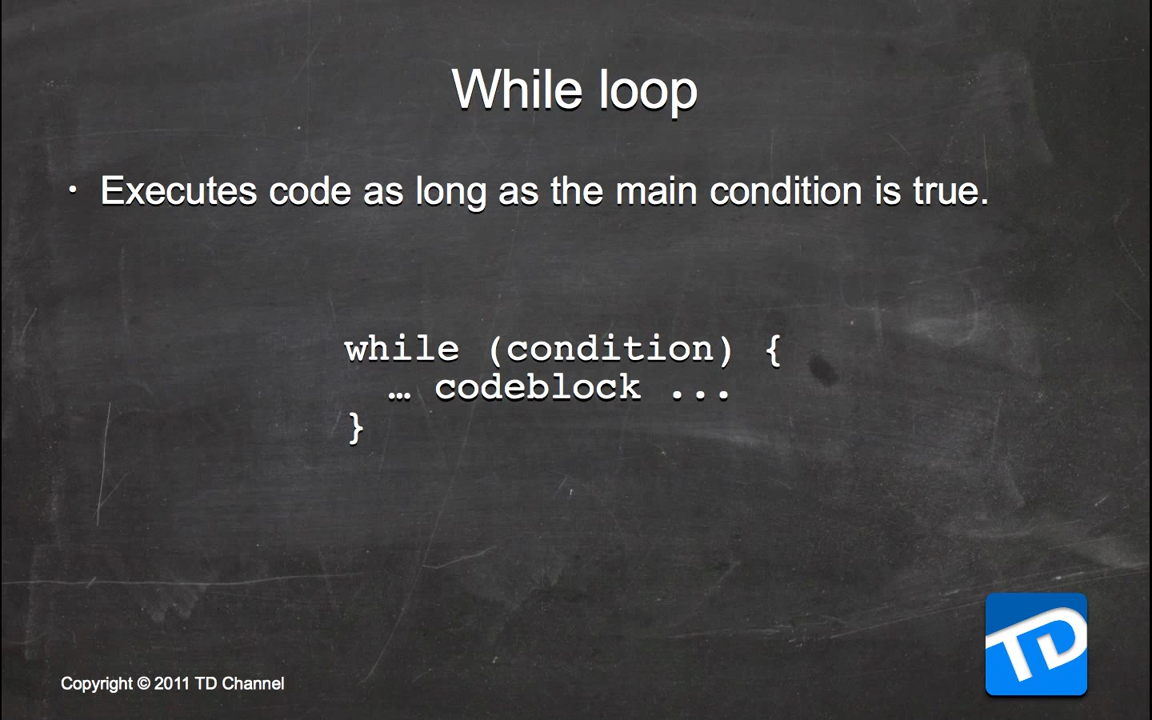 While loop
• Executes code as long as the main condition is true.
while (condition) {
… codeblock ...
}
TD
Copyright © 2011 TD Channel